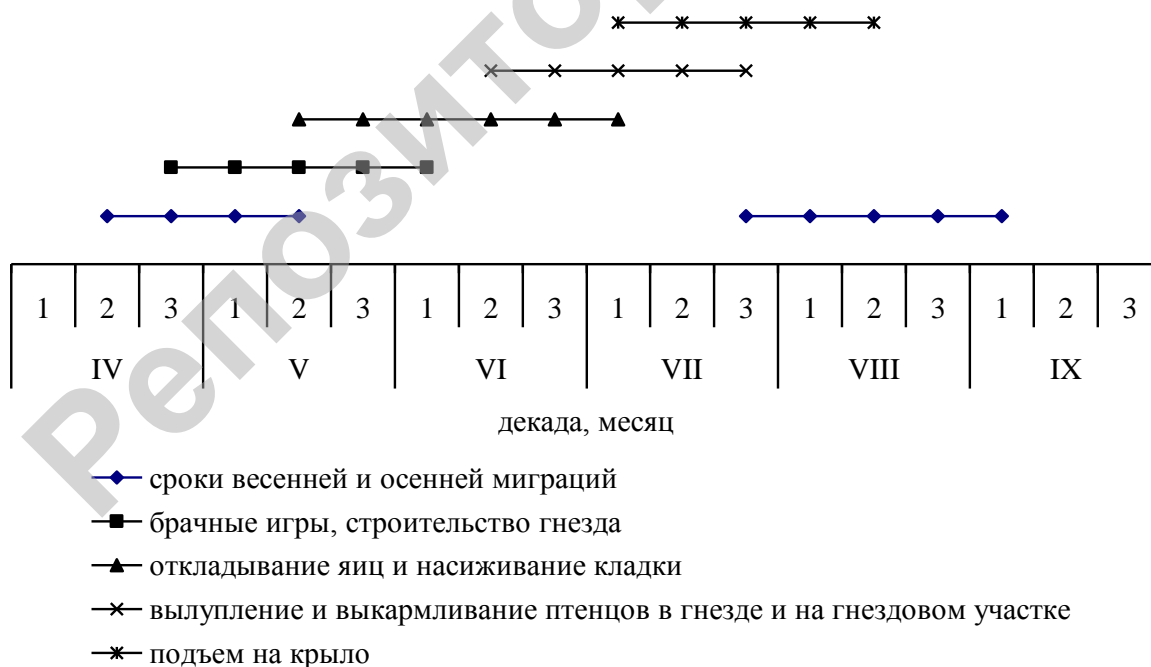 Репозитор
1 2 3 1 2 3 1 2 3 1 2 3 1 2 3 1 2 3
IV V VI VII VIII IX
декада, месяц
сроки весенней и осенней миграций
брачные игры, строительство гнезда
откладывание яиц и насиживание кладки
вылупление и выкармливание птенцов в гнезде и на гнездовом участке
подъем на крыло